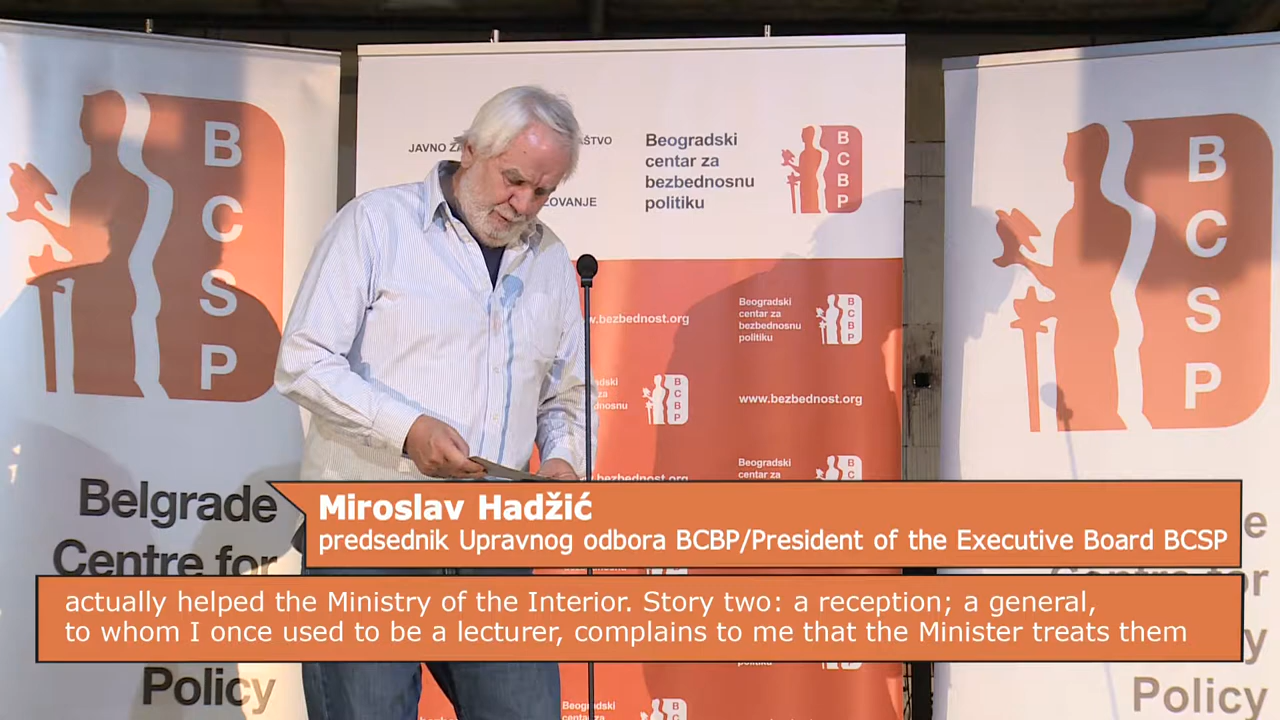 B
C
S
P
Belgrade
Centre for
Policy
JAVNO
Beogradski
centar za
bezbednosnu
politiku
B
C
B
P
www.bezbednost.org
Beogradski
centar za
bezbednosnu
politiku
B
C
B
P
B
C
B
P
www.bezbednost.org
Beogradski
centar za
B
C
Beogradski
centar za
B
C
B
B
C
S
P
Policy
Miroslav Hadžić
predsednik Upravnog odbora BCBP/President of the Executive Board BCSP
actually helped the Ministry of the Interior. Story two: a reception; a general,
to whom I once used to be a lecturer, complains to me that the Minister treats them